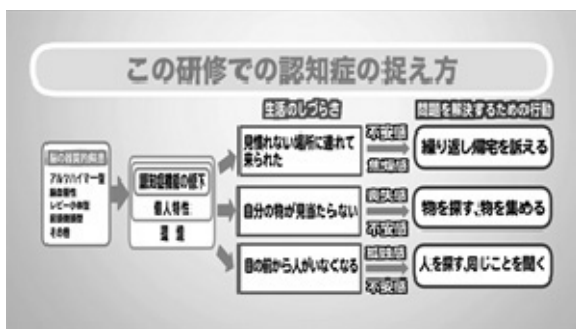 この研修での認知症の捉え方
生活のしづらさ
問題を解決するための行動
脳の器質的疾患
アルツハイマー型
脳血管性
レビー小体型
前頭側頭型
その他
認知症機能の低下
個人特性
環境
見慣れない場所に連れて
来られた
不安感
焦燥感
繰り返し帰宅を訴える
自分の物が見当たらない
喪失感
不安感
物を探す、物を集める
目の前から人がいなくなる
孤独感
不安感
人を探す、同じことを聞く